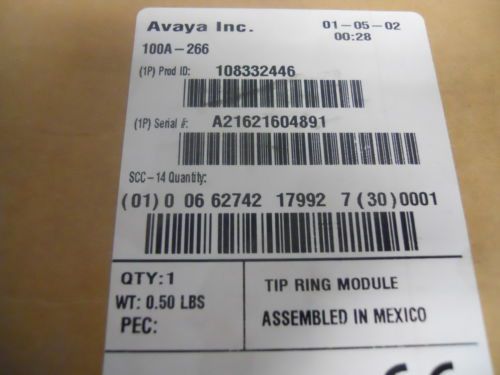 Avaya Inc. 01-05-02
00:28
100A-266
(1P) Prod ID: 108332446
(1P) Serial #: A21621604891
SCC-14 Quantity:
(01) 0 06 62742 17992 7 (30) 0001
QTY: 1
WT: 0.50 LBS
PEC:
TIP RING MODULE
ASSEMBLED IN MEXICO